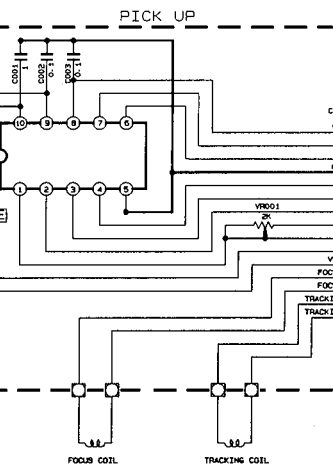 PICK UP
C001
1
C002
0.1
C003
0.1
10 9 8 7 6
1 2 3 4 5
VR001
2K
FOC
FOC
TRACKI
TRACKI
FOCUS COIL
TRACKING COIL